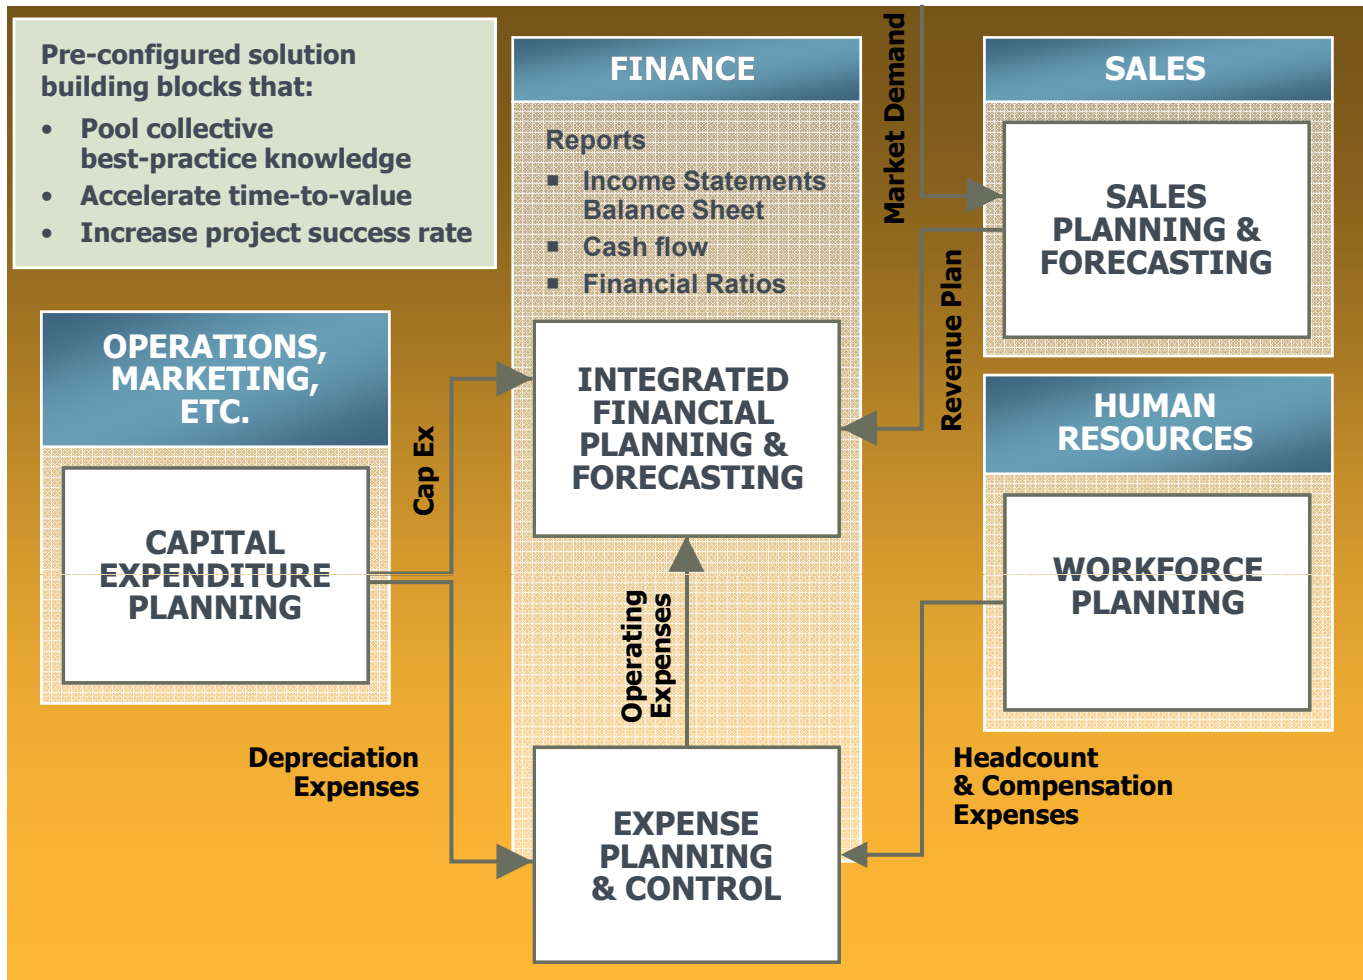 Pre-configured solution
building blocks that:
• Pool collective
best-practice knowledge
• Accelerate time-to-value
• Increase project success rate
OPERATIONS,
MARKETING,
ETC.
CAPITAL
EXPENDITURE
PLANNING
Cap Ex
Depreciation
Expenses
FINANCE
Reports
▪ Income Statements
Balance Sheet
▪ Cash flow
▪ Financial Ratios
INTEGRATED
FINANCIAL
PLANNING &
FORECASTING
Operating
Expenses
EXPENSE
PLANNING
& CONTROL
Market Demand
Revenue Plan
SALES
SALES
PLANNING &
FORECASTING
HUMAN
RESOURCES
WORKFORCE
PLANNING
Headcount
& Compensation
Expenses